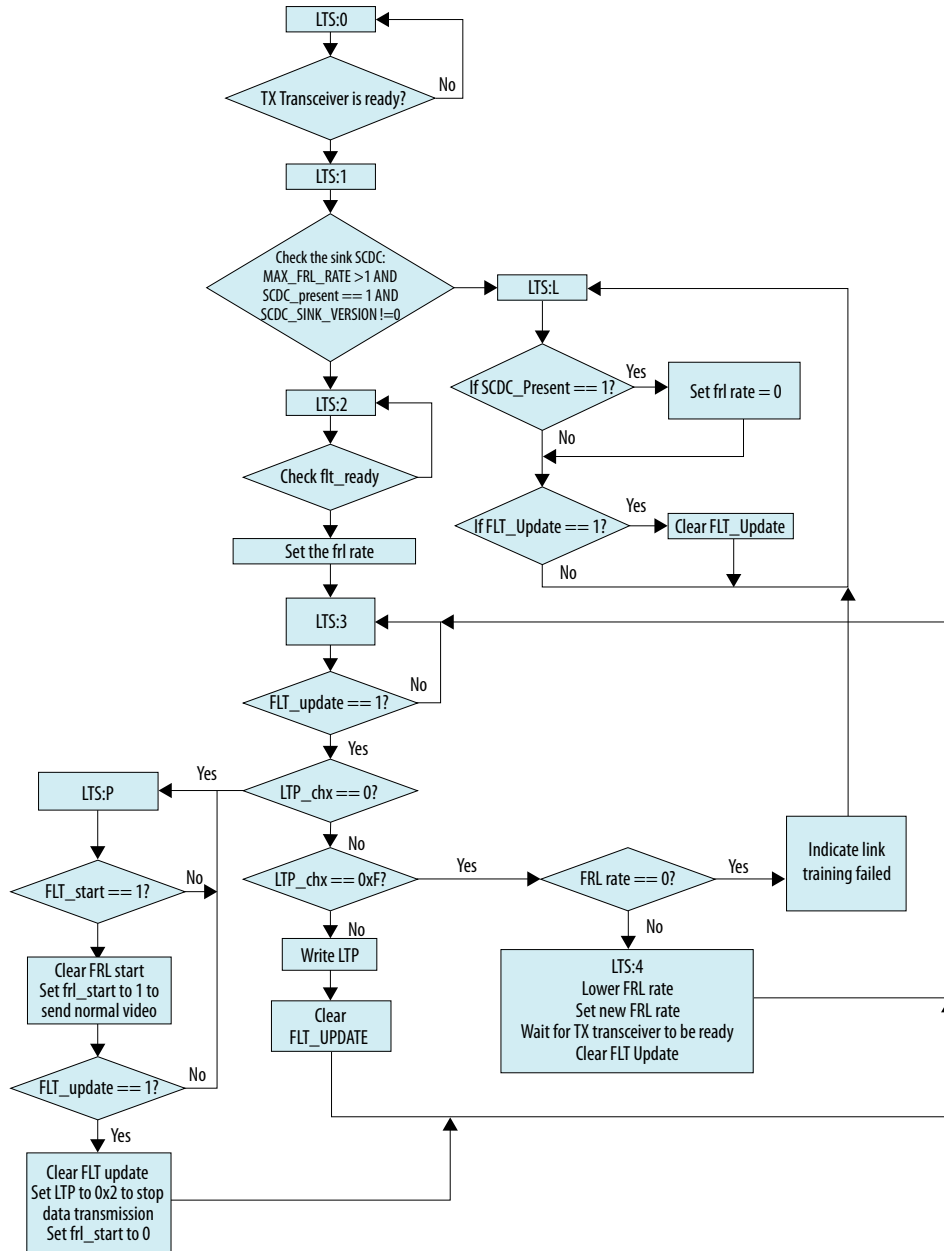 LTS:0
No
TX Transceiver is ready?
LTS:1
Check the sink SCDC:
MAX_FRL_RATE >1 AND
SCDC_present == 1 AND
SCDC_SINK_VERSION !=0
LTS:L
If SCDC_Present == 1?
Yes
Set frl rate = 0
No
LTS:2
Check flt_ready
If FLT_Update == 1?
Yes
Clear FLT_Update
No
Set the frl rate
LTS:3
FLT_update == 1?
No
Yes
LTP_chx == 0?
Yes
LTS:P
No
LTP_chx == 0xF?
Yes
FRL rate == 0?
Yes
Indicate link
training failed
FLT_start == 1?
No
No
No
Write LTP
LTS:4
Lower FRL rate
Set new FRL rate
Wait for TX transceiver to be ready
Clear FLT Update
Clear FRL start
Set frl_start to 1 to
send normal video
Clear
FLT_UPDATE
FLT_update == 1?
No
Yes
Clear FLT update
Set LTP to 0x2 to stop
data transmission
Set frl_start to 0